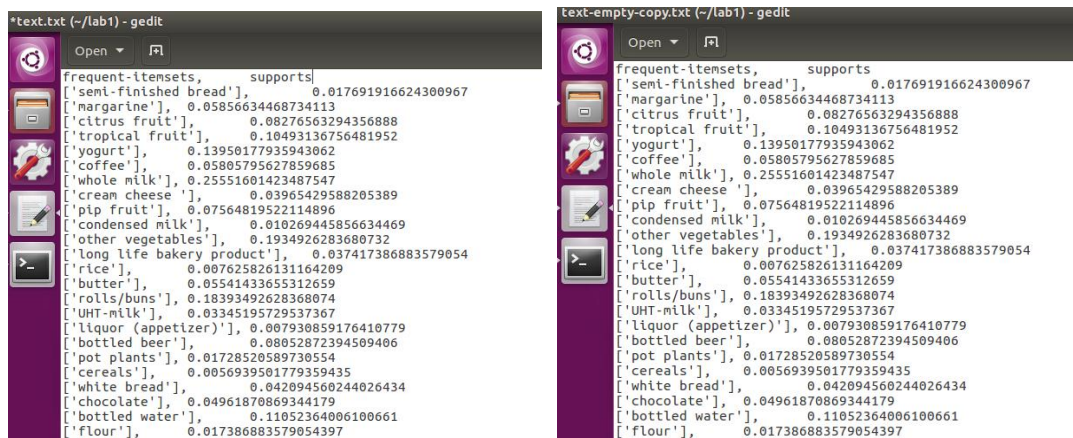 *text.txt (~/lab1) - gedit
Open
frequent-itemsets, supports
['semi-finished bread'], 0.017691916624300967
['margarine'], 0.05856634468734113
['citrus fruit'], 0.08276563294356888
['tropical fruit'], 0.10493136756481952
['yogurt'], 0.13950177935943062
['coffee'], 0.05805795627859685
['whole milk'], 0.25551601423487547
['cream cheese '], 0.03965429588205389
['pip fruit'], 0.07564819522114896
['condensed milk'], 0.010269445856634469
['other vegetables'], 0.1934926283680732
['long life bakery product'], 0.037417386883579054
['rice'], 0.007625826131164209
['butter'], 0.05541433655312659
['rolls/buns'], 0.18393492628368074
['UHT-milk'], 0.03345195729537367
['liquor (appetizer)'], 0.007930859176410779
['bottled beer'], 0.08052872394509406
['pot plants'], 0.01728520589730554
['cereals'], 0.0056939501779359435
['white bread'], 0.042094560244026434
['chocolate'], 0.04961870869344179
['bottled water'], 0.11052364006100661
['flour'], 0.017386883579054397
text-empty-copy.txt (~/lab1) - gedit
Open
frequent-itemsets, supports
['semi-finished bread'], 0.017691916624300967
['margarine'], 0.05856634468734113
['citrus fruit'], 0.08276563294356888
['tropical fruit'], 0.10493136756481952
['yogurt'], 0.13950177935943062
['coffee'], 0.05805795627859685
['whole milk'], 0.25551601423487547
['cream cheese '], 0.03965429588205389
['pip fruit'], 0.07564819522114896
['condensed milk'], 0.010269445856634469
['other vegetables'], 0.1934926283680732
['long life bakery product'], 0.037417386883579054
['rice'], 0.007625826131164209
['butter'], 0.05541433655312659
['rolls/buns'], 0.18393492628368074
['UHT-milk'], 0.03345195729537367
['liquor (appetizer)'], 0.007930859176410779
['bottled beer'], 0.08052872394509406
['pot plants'], 0.01728520589730554
['cereals'], 0.0056939501779359435
['white bread'], 0.042094560244026434
['chocolate'], 0.04961870869344179
['bottled water'], 0.11052364006100661
['flour'], 0.017386883579054397